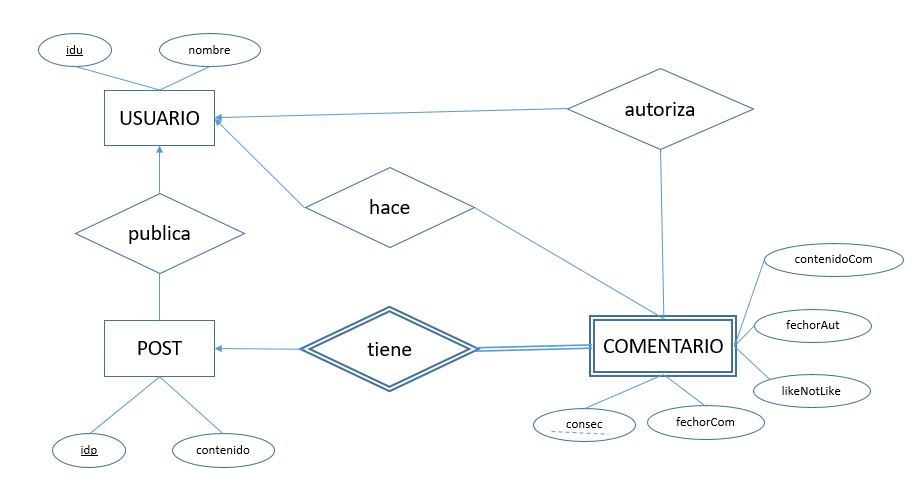 idu
nombre
USUARIO
autoriza
hace
publica
contenidoCom
fechorAut
POST
tiene
COMENTARIO
likeNotLike
consec
fechorCom
idp
contenido